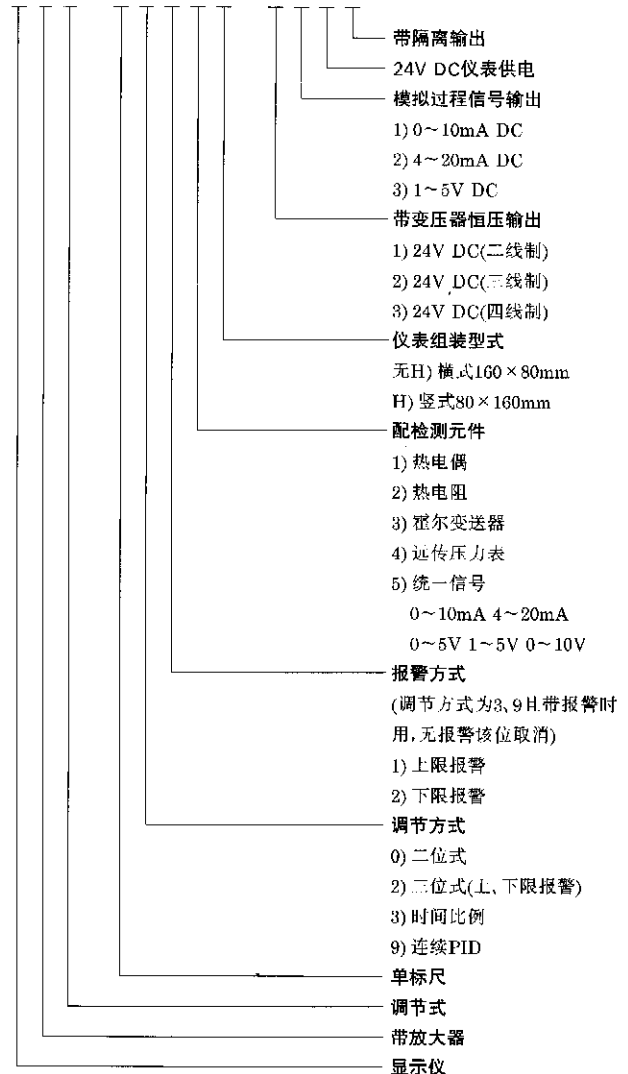 带隔离输出
24V DC仪表供电
模拟过程信号输出
1) 0～10mA DC
2) 4～20mA DC
3) 1～5V DC
带变压器恒压输出
1) 24V DC(二线制)
2) 24V DC(三线制)
3) 24V DC(四线制)
仪表组装型式
无H) 横式160×80mm
H) 竖式80×160mm
配检测元件
1) 热电偶
2) 热电阻
3) 霍尔变送器
4) 远传压力表
5) 统一信号
0～10mA 4～20mA
0～5V 1～5V 0～10V
报警方式
(调节方式为3、9且带报警时
用,无报警该位取消)
1) 上限报警
2) 下限报警
调节方式
0) 二位式
2) 三位式(上、下限报警)
3) 时间比例
9) 连续PID
单标尺
调节式
带放大器
显示仪